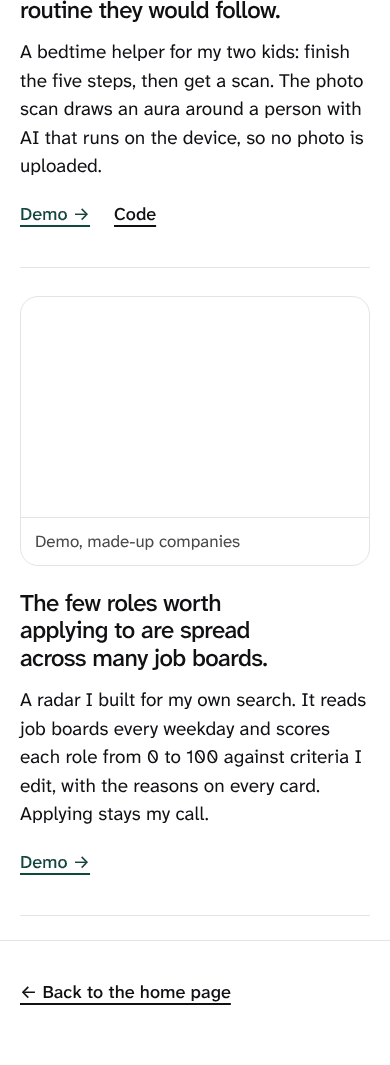 routine they would follow.
A bedtime helper for my two kids: finish
the five steps, then get a scan. The photo
scan draws an aura around a person with
AI that runs on the device, so no photo is
uploaded.
Demo → Code
Demo, made-up companies
The few roles worth
applying to are spread
across many job boards.
A radar I built for my own search. It reads
job boards every weekday and scores
each role from 0 to 100 against criteria I
edit, with the reasons on every card.
Applying stays my call.
Demo →
← Back to the home page